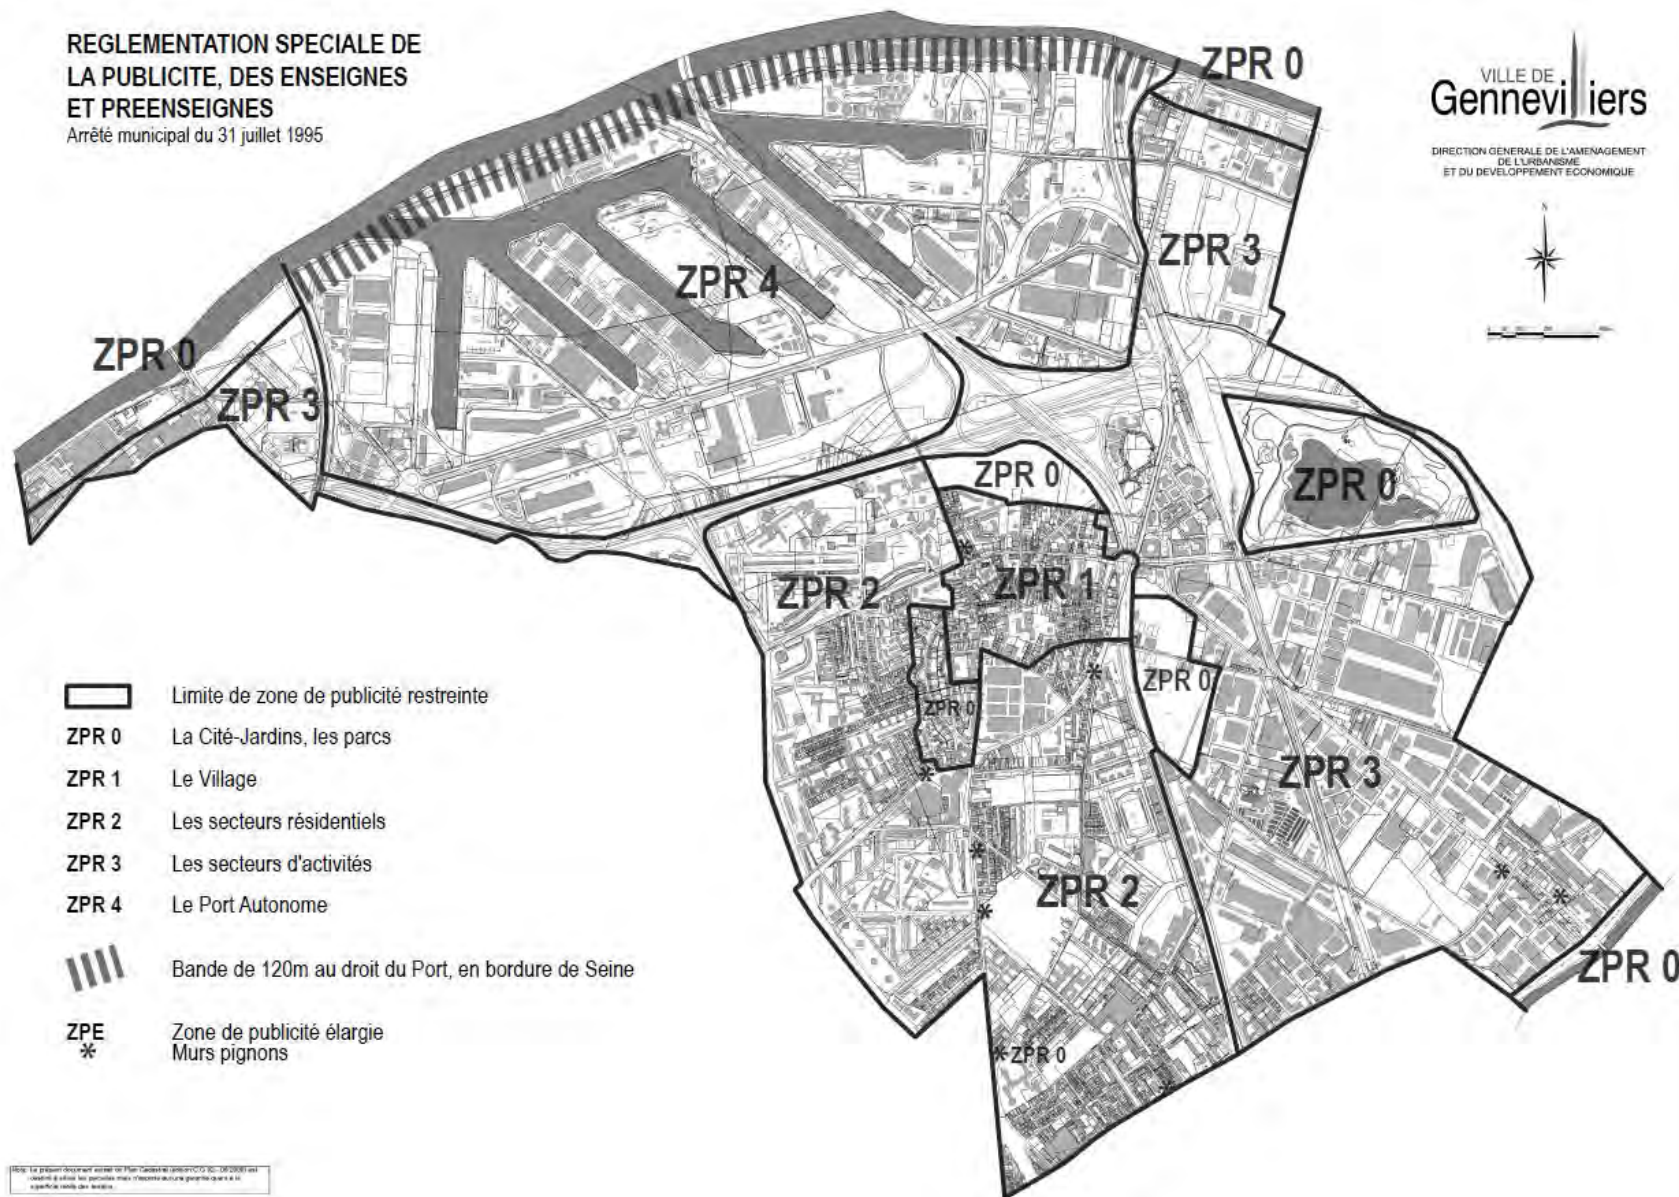 REGLEMENTATION SPECIALE DE
LA PUBLICITE, DES ENSEIGNES
ET PREENSEIGNES
Arrêté municipal du 31 juillet 1995
VILLE DE
Gennevilliers
DIRECTION GENERALE DE L'AMENAGEMENT
DE L'URBANISME
ET DU DEVELOPPEMENT ECONOMIQUE
N
ZPR 0
ZPR 3
ZPR 4
ZPR 0
ZPR 3
ZPR 0
ZPR 0
ZPR 2
ZPR 1
ZPR 0
ZPR 0
ZPR 3
ZPR 2
ZPR 0
ZPR 0
Limite de zone de publicité restreinte
ZPR 0 La Cité-Jardins, les parcs
ZPR 1 Le Village
ZPR 2 Les secteurs résidentiels
ZPR 3 Les secteurs d'activités
ZPR 4 Le Port Autonome
Bande de 120m au droit du Port, en bordure de Seine
ZPE Zone de publicité élargie
* Murs pignons